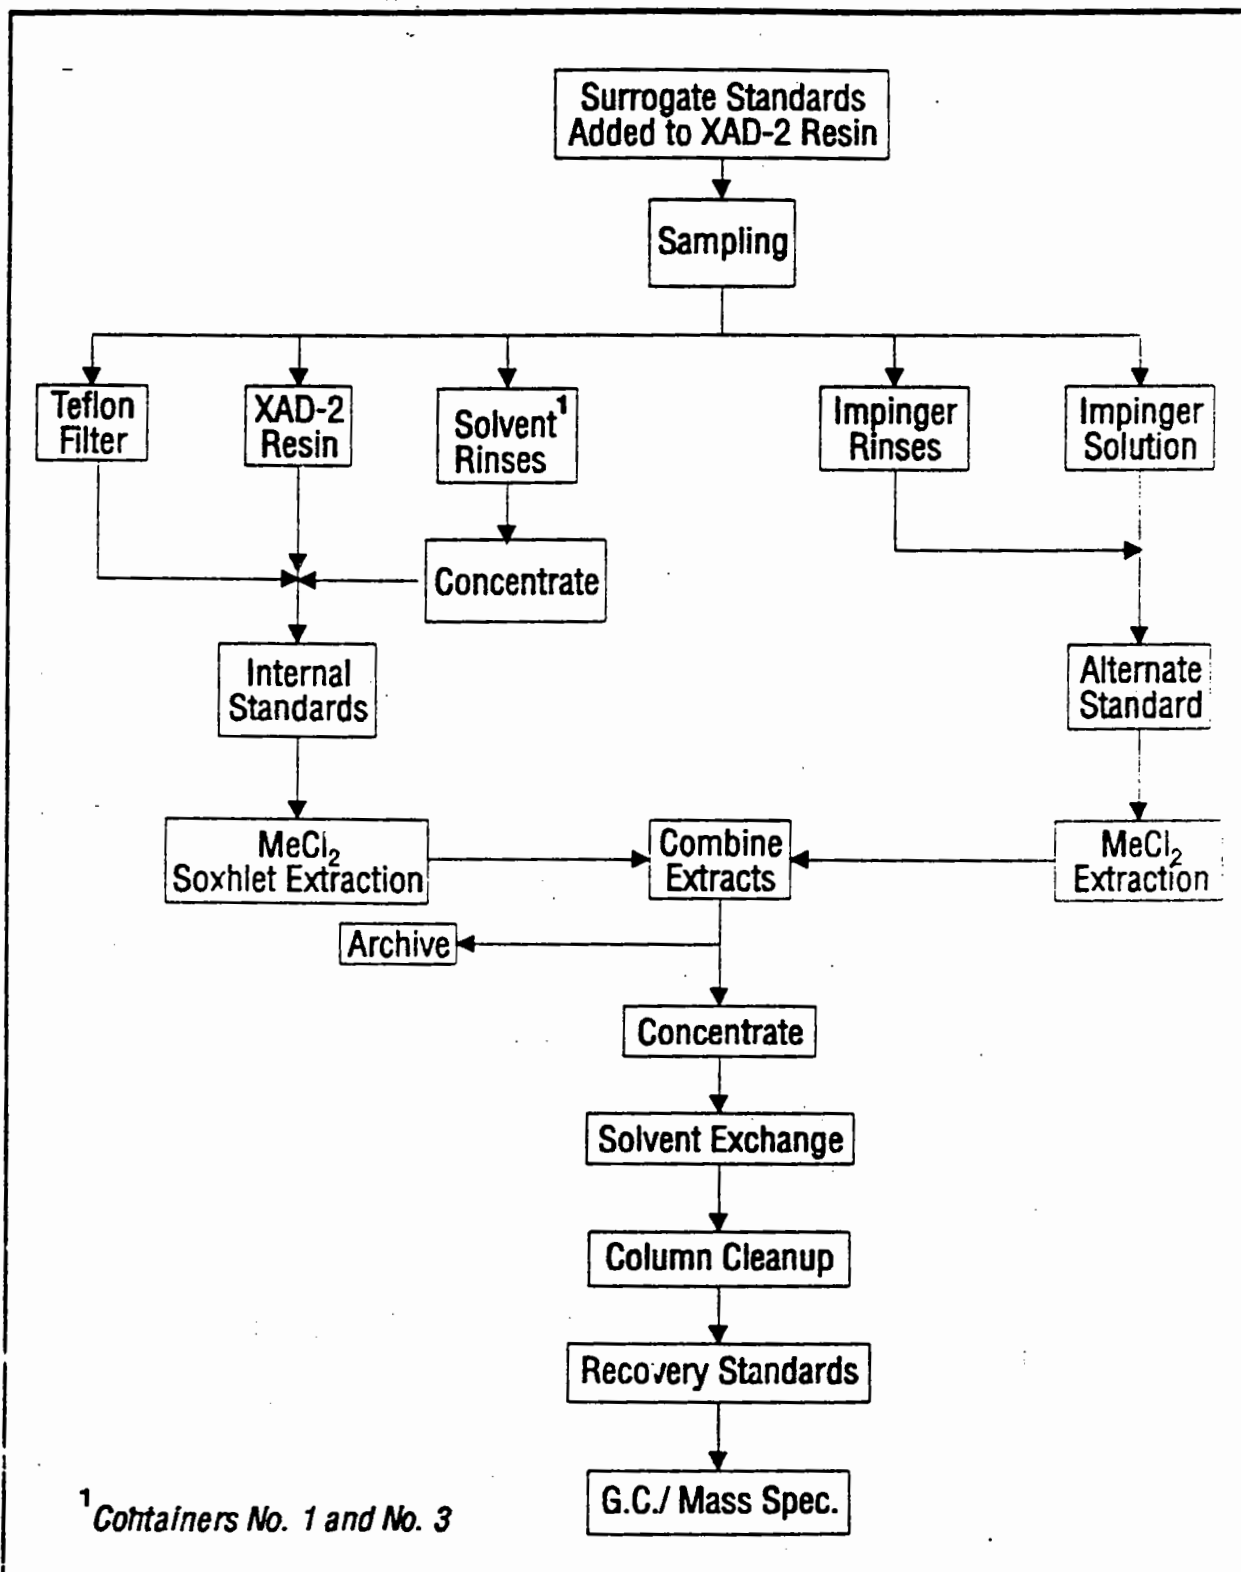 Surrogate Standards
Added to XAD-2 Resin
Sampling
Teflon
Filter
XAD-2
Resin
Solvent¹
Rinses
Impinger
Rinses
Impinger
Solution
Concentrate
Internal
Standards
Alternate
Standard
MeCl₂
Soxhlet Extraction
Combine
Extracts
MeCl₂
Extraction
Archive
Concentrate
Solvent Exchange
Column Cleanup
Recovery Standards
G.C./ Mass Spec.
¹Containers No. 1 and No. 3